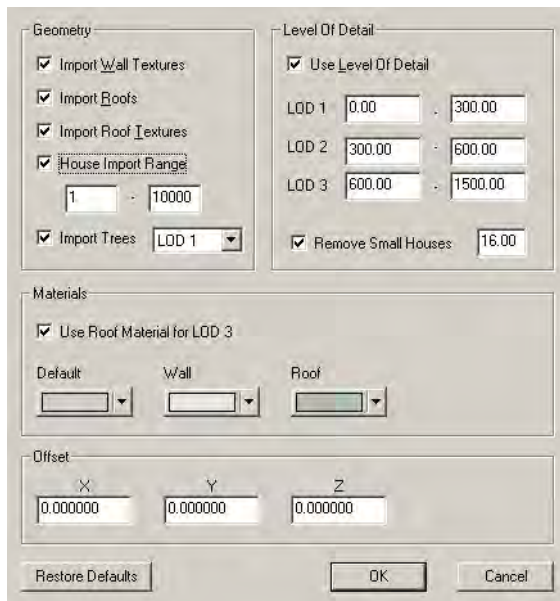 Geometry
Import Wall Textures
Import Roofs
Import Roof Textures
House Import Range
1 - 10000
Import Trees LOD 1
Level Of Detail
Use Level Of Detail
LOD 1 0.00 - 300.00
LOD 2 300.00 - 600.00
LOD 3 600.00 - 1500.00
Remove Small Houses 16.00
Materials
Use Roof Material for LOD 3
Default Wall Roof
Offset
X Y Z
0.000000 0.000000 0.000000
Restore Defaults OK Cancel